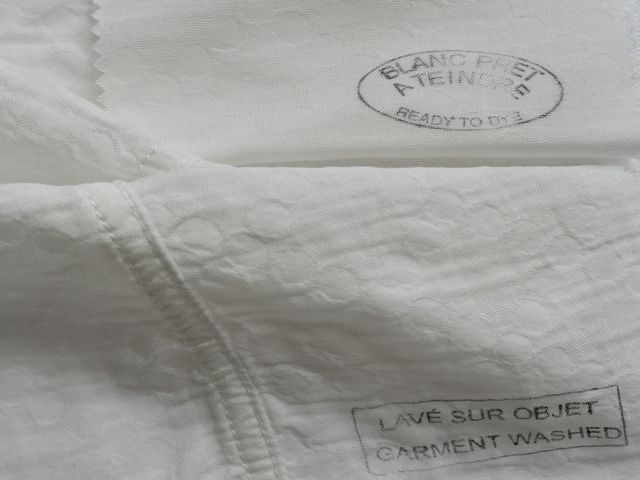 BLANC PRET
A TEINDRE
READY TO DYE
LAVÉ SUR OBJET
GARMENT WASHED